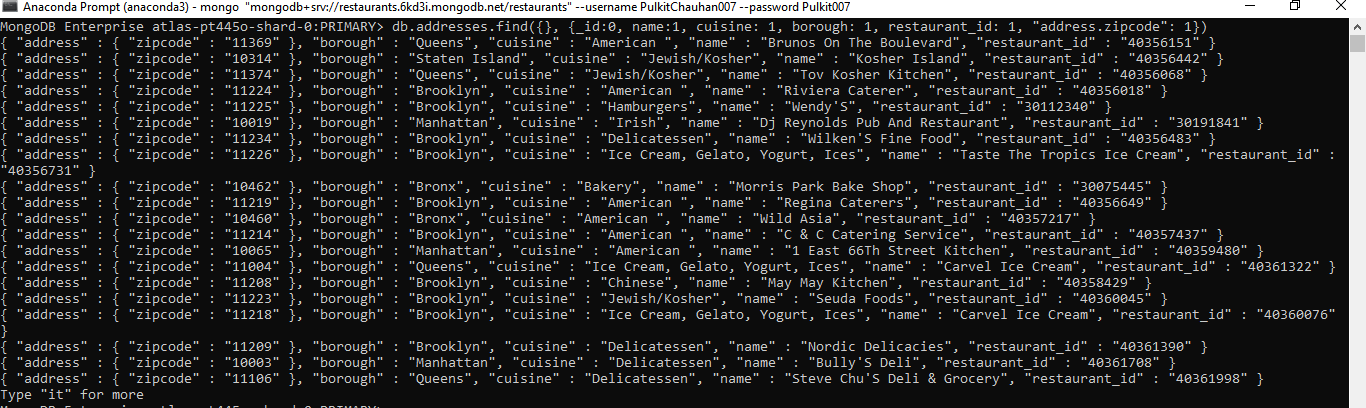 Anaconda Prompt (anaconda3) - mongo "mongodb+srv://restaurants.6kd3i.mongodb.net/restaurants" --username PulkitChauhan007 --password Pulkit007
MongoDB Enterprise atlas-pt445o-shard-0:PRIMARY> db.addresses.find({}, {_id:0, name:1, cuisine: 1, borough: 1, restaurant_id: 1, "address.zipcode": 1})
{ "address" : { "zipcode" : "11369" }, "borough" : "Queens", "cuisine" : "American ", "name" : "Brunos On The Boulevard", "restaurant_id" : "40356151" }
{ "address" : { "zipcode" : "10314" }, "borough" : "Staten Island", "cuisine" : "Jewish/Kosher", "name" : "Kosher Island", "restaurant_id" : "40356442" }
{ "address" : { "zipcode" : "11374" }, "borough" : "Queens", "cuisine" : "Jewish/Kosher", "name" : "Tov Kosher Kitchen", "restaurant_id" : "40356068" }
{ "address" : { "zipcode" : "11224" }, "borough" : "Brooklyn", "cuisine" : "American ", "name" : "Riviera Caterer", "restaurant_id" : "40356018" }
{ "address" : { "zipcode" : "11225" }, "borough" : "Brooklyn", "cuisine" : "Hamburgers", "name" : "Wendy'S", "restaurant_id" : "30112340" }
{ "address" : { "zipcode" : "10019" }, "borough" : "Manhattan", "cuisine" : "Irish", "name" : "Dj Reynolds Pub And Restaurant", "restaurant_id" : "30191841" }
{ "address" : { "zipcode" : "11234" }, "borough" : "Brooklyn", "cuisine" : "Delicatessen", "name" : "Wilken'S Fine Food", "restaurant_id" : "40356483" }
{ "address" : { "zipcode" : "11226" }, "borough" : "Brooklyn", "cuisine" : "Ice Cream, Gelato, Yogurt, Ices", "name" : "Taste The Tropics Ice Cream", "restaurant_id" :
"40356731" }
{ "address" : { "zipcode" : "10462" }, "borough" : "Bronx", "cuisine" : "Bakery", "name" : "Morris Park Bake Shop", "restaurant_id" : "30075445" }
{ "address" : { "zipcode" : "11219" }, "borough" : "Brooklyn", "cuisine" : "American ", "name" : "Regina Caterers", "restaurant_id" : "40356649" }
{ "address" : { "zipcode" : "10460" }, "borough" : "Bronx", "cuisine" : "American ", "name" : "Wild Asia", "restaurant_id" : "40357217" }
{ "address" : { "zipcode" : "11214" }, "borough" : "Brooklyn", "cuisine" : "American ", "name" : "C & C Catering Service", "restaurant_id" : "40357437" }
{ "address" : { "zipcode" : "10065" }, "borough" : "Manhattan", "cuisine" : "American ", "name" : "1 East 66Th Street Kitchen", "restaurant_id" : "40359480" }
{ "address" : { "zipcode" : "11004" }, "borough" : "Queens", "cuisine" : "Ice Cream, Gelato, Yogurt, Ices", "name" : "Carvel Ice Cream", "restaurant_id" : "40361322" }
{ "address" : { "zipcode" : "11208" }, "borough" : "Brooklyn", "cuisine" : "Chinese", "name" : "May May Kitchen", "restaurant_id" : "40358429" }
{ "address" : { "zipcode" : "11223" }, "borough" : "Brooklyn", "cuisine" : "Jewish/Kosher", "name" : "Seuda Foods", "restaurant_id" : "40360045" }
{ "address" : { "zipcode" : "11218" }, "borough" : "Brooklyn", "cuisine" : "Ice Cream, Gelato, Yogurt, Ices", "name" : "Carvel Ice Cream", "restaurant_id" : "40360076"
}
{ "address" : { "zipcode" : "11209" }, "borough" : "Brooklyn", "cuisine" : "Delicatessen", "name" : "Nordic Delicacies", "restaurant_id" : "40361390" }
{ "address" : { "zipcode" : "10003" }, "borough" : "Manhattan", "cuisine" : "Delicatessen", "name" : "Bully'S Deli", "restaurant_id" : "40361708" }
{ "address" : { "zipcode" : "11106" }, "borough" : "Queens", "cuisine" : "Delicatessen", "name" : "Steve Chu'S Deli & Grocery", "restaurant_id" : "40361998" }
Type "it" for more